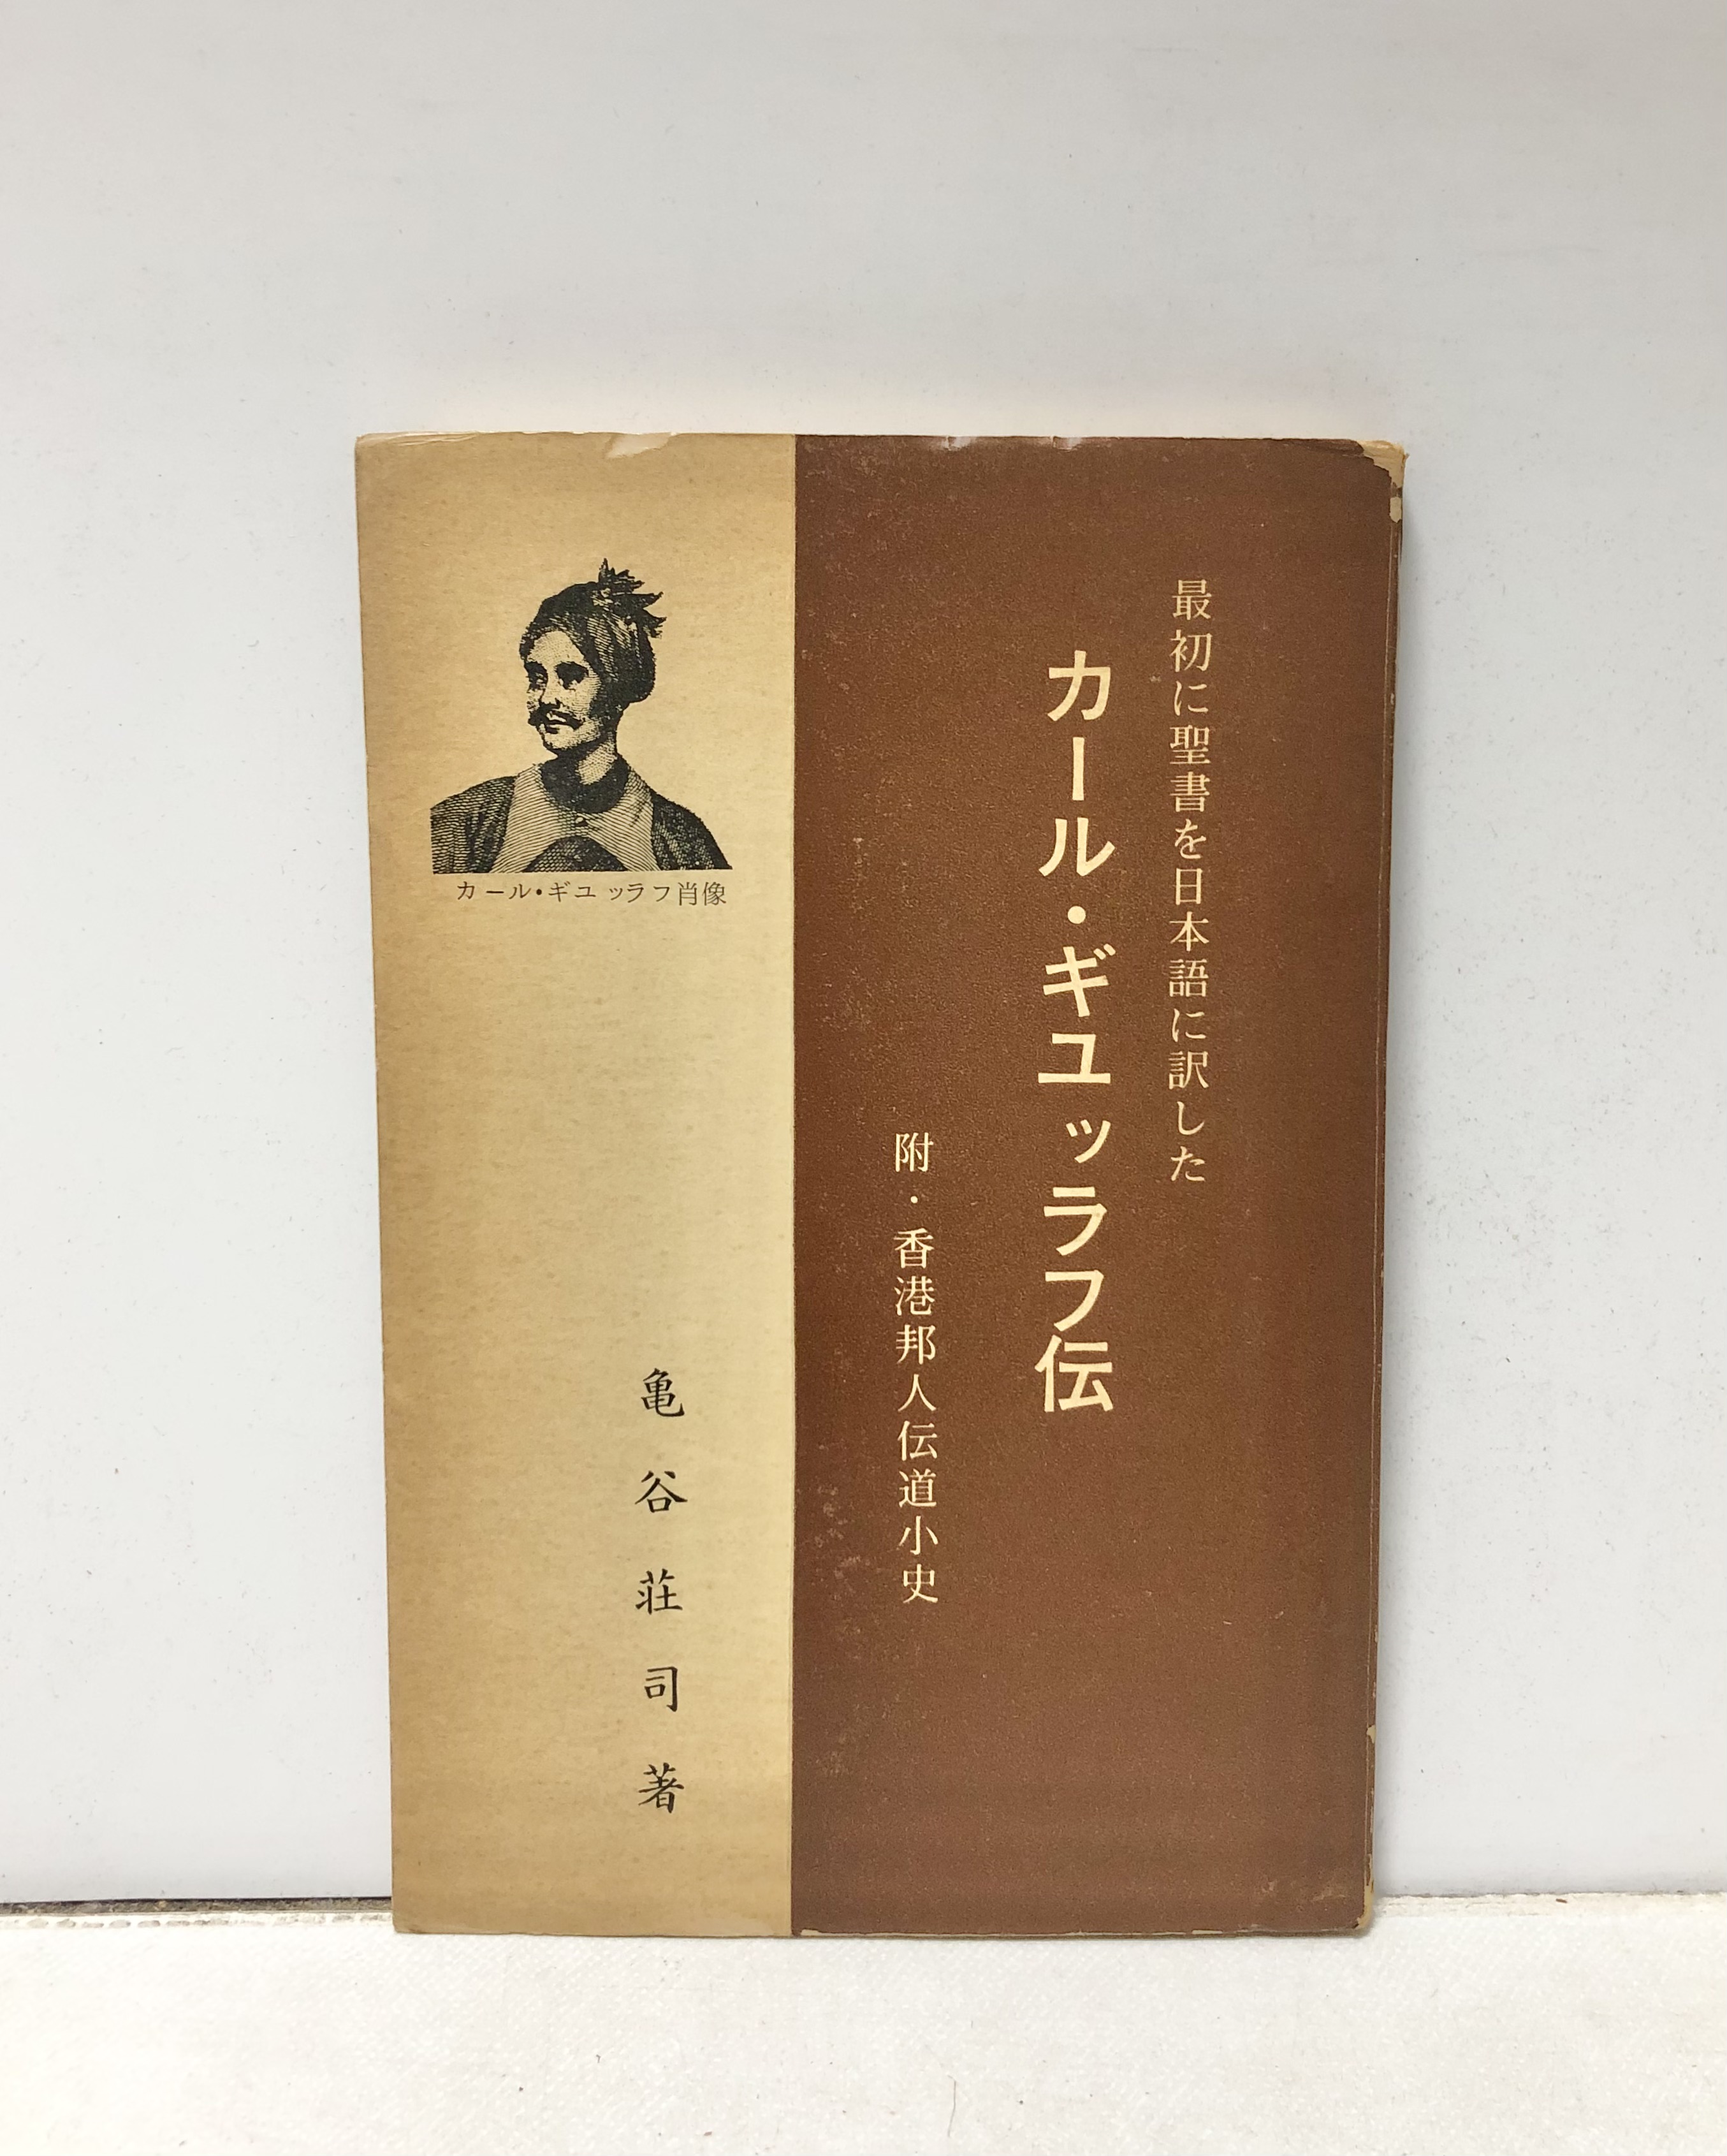 最初に聖書を日本語に訳した
カール・ギュッラフ伝
附・香港邦人伝道小史
カール・ギュッラフ肖像
亀谷荘司著